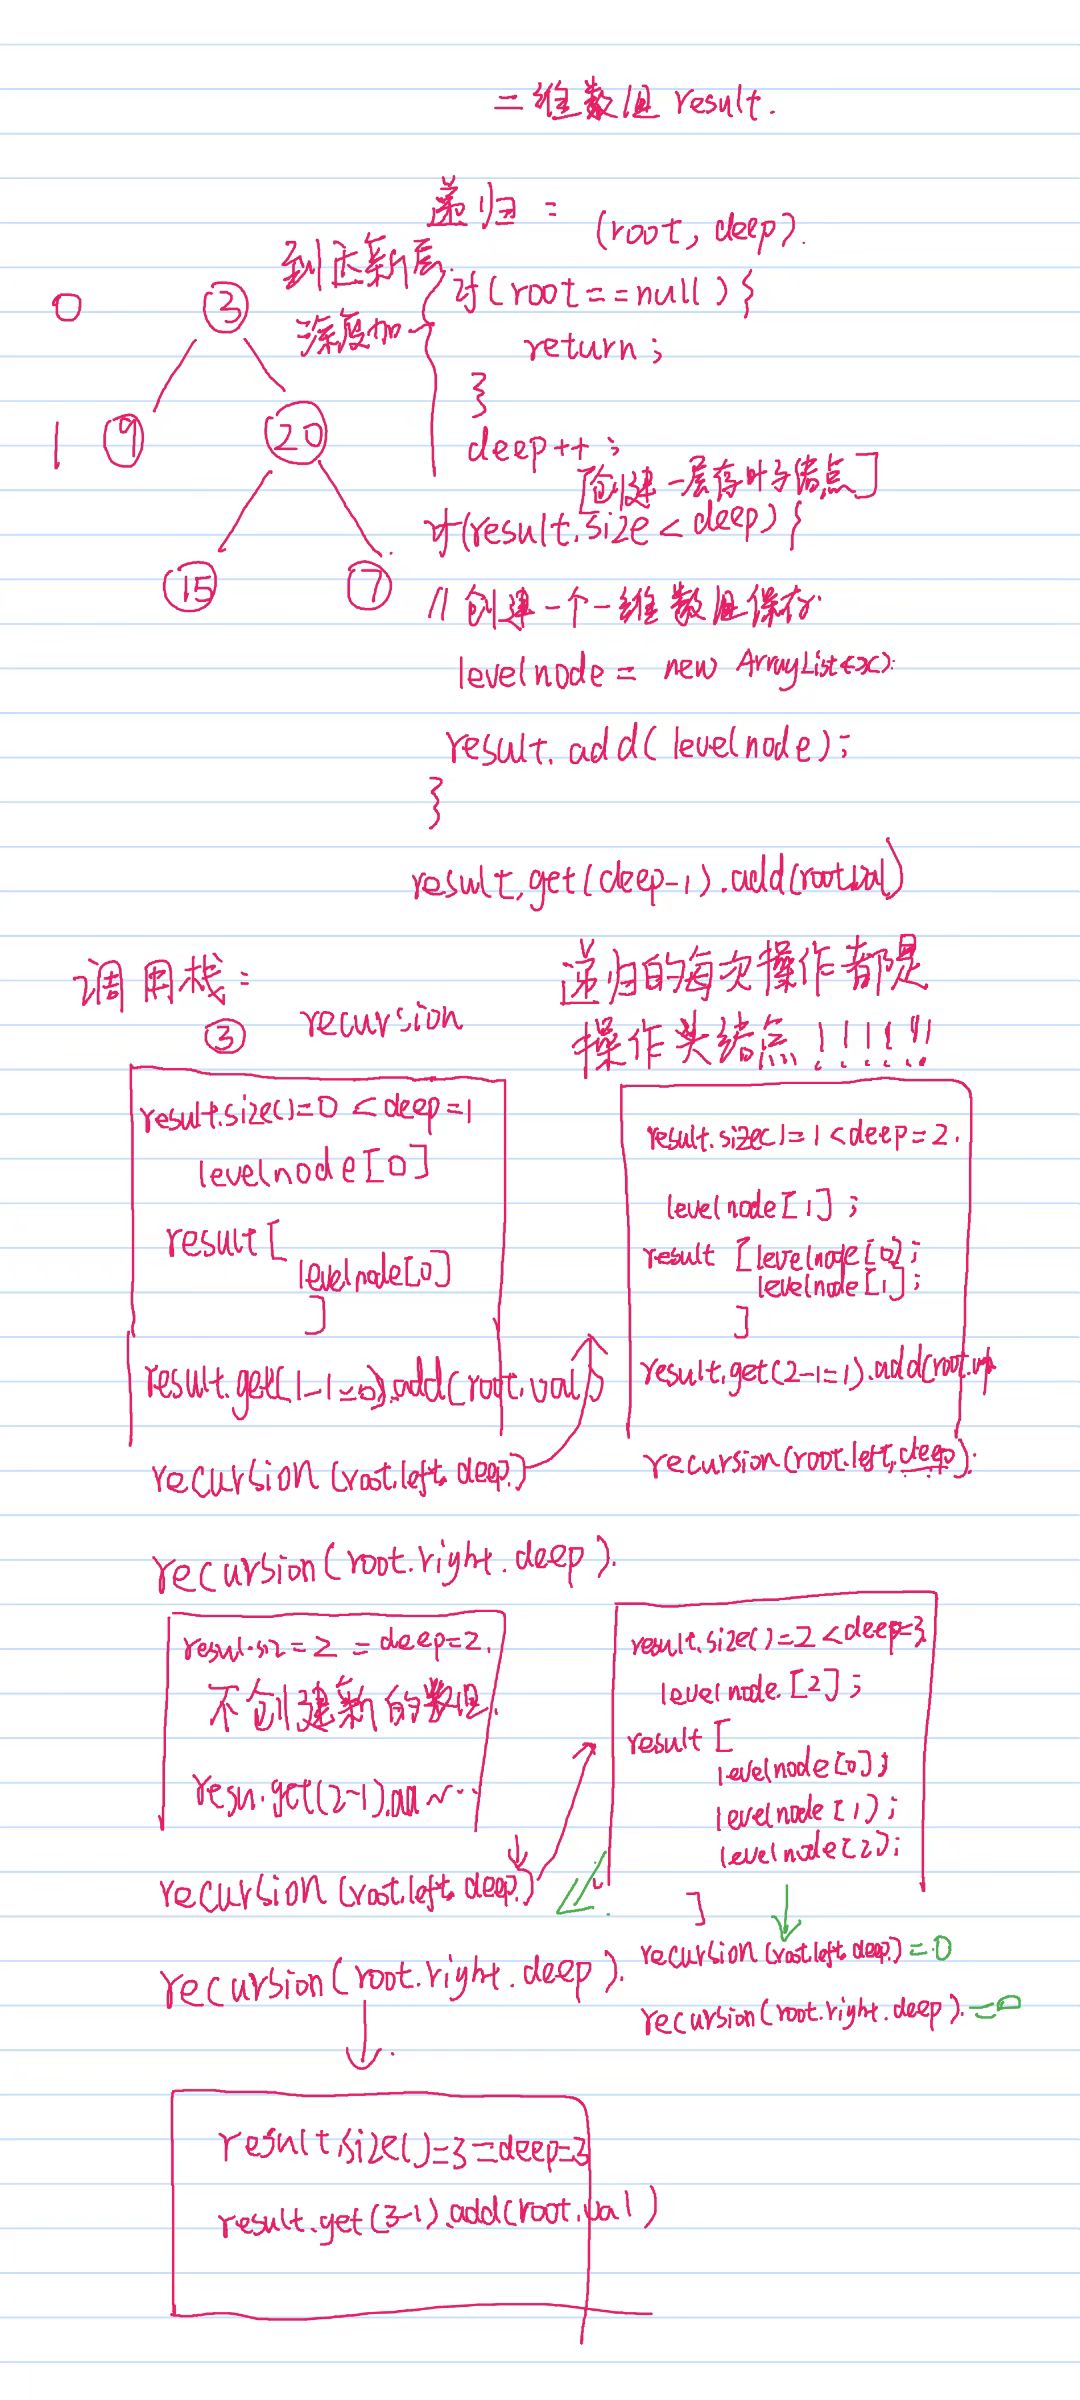 二维数组 result.
递归: (root, deep).
到达新层.
深度加一
0 3
1 9 20
15 7
if(root==null){
return;
}
deep++;
[创建一层存叶子结点]
if(result.size<deep){
//创建一个一维数组保存.
levelnode = new ArrayList<>();
result.add(levelnode);
}
result.get(deep-1).add(root.val)
调用栈:
③ recursion
递归的每次操作都是
操作头结点!!!!!!
result.size()=0<deep=1
levelnode[0]
result[
levelnode[0]
]
result.get(1-1=0).add(root.val)
recursion(root.left.deep)
result.size()=1<deep=2.
levelnode[1];
result [levelnode[0];
levelnode[1];
]
result.get(2-1=1).add(root.val
recursion(root.left.deep).
recursion(root.right.deep).
resul.siz=2=deep=2.
不创建新的数组.
resu.get(2-1).aa~..
recursion(root.left.deep)
recursion(root.right.deep).
result.size()=2<deep=3
levelnode.[2];
result [
levelnode[0];
levelnode[1);
levelnode[2];
]
recursion(root.left.deep)=0
recursion(root.right.deep).=0
result.size()=3=deep=3
result.get(3-1).add(root.val)